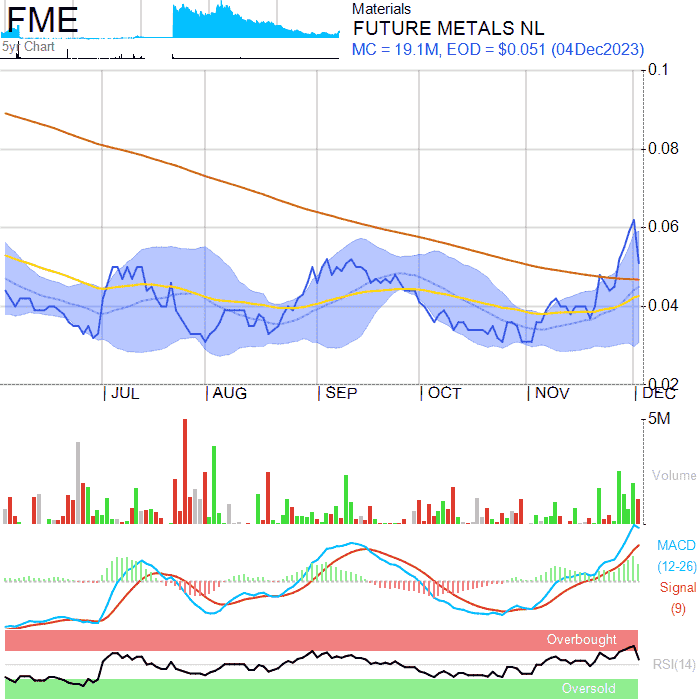 FME
5yr Chart
Materials
FUTURE METALS NL
MC = 19.1M, EOD = $0.051 (04Dec2023)
0.1
0.08
0.06
0.04
0.02
JUL AUG SEP OCT NOV DEC
5M
Volume
MACD
(12-26)
Signal
(9)
Overbought
RSI(14)
Oversold